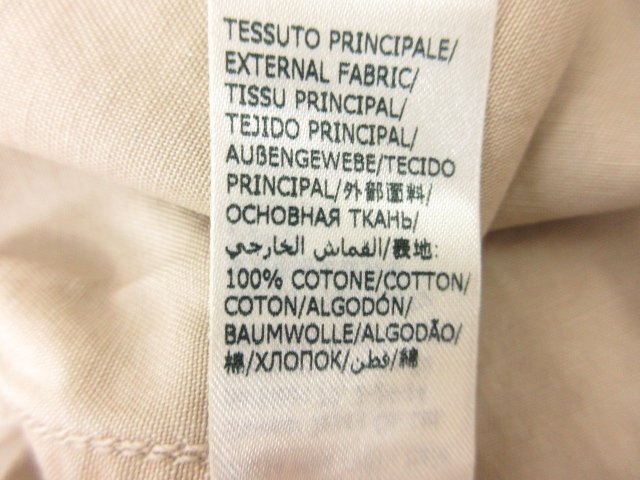 TESSUTO PRINCIPALE/
EXTERNAL FABRIC/
TISSU PRINCIPAL/
TEJIDO PRINCIPAL/
AUßENGEWEBE/TECIDO
PRINCIPAL/外部面料/
ОСНОВНАЯ ТКАНЬ/
القماش الخارجي/表地:
100% COTONE/COTTON/
COTON/ALGODÓN/
BAUMWOLLE/ALGODÃO/
棉/ХЛОПОК/قطن/綿